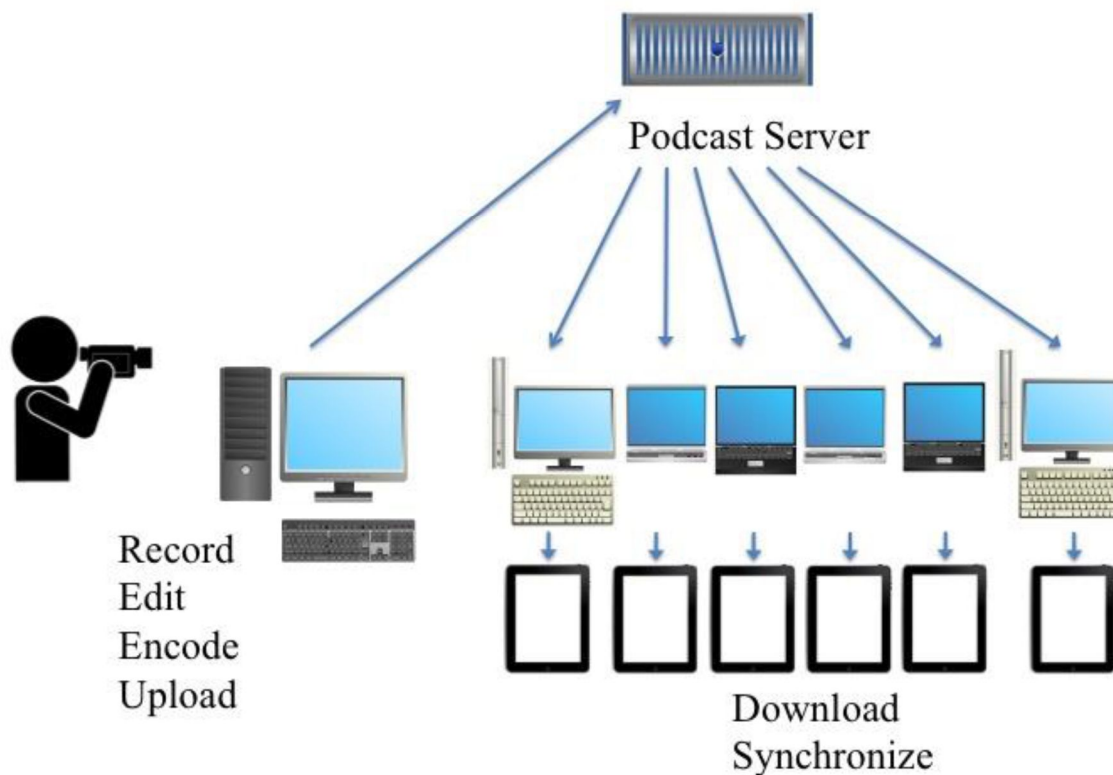 Podcast Server
Record
Edit
Encode
Upload
Download
Synchronize